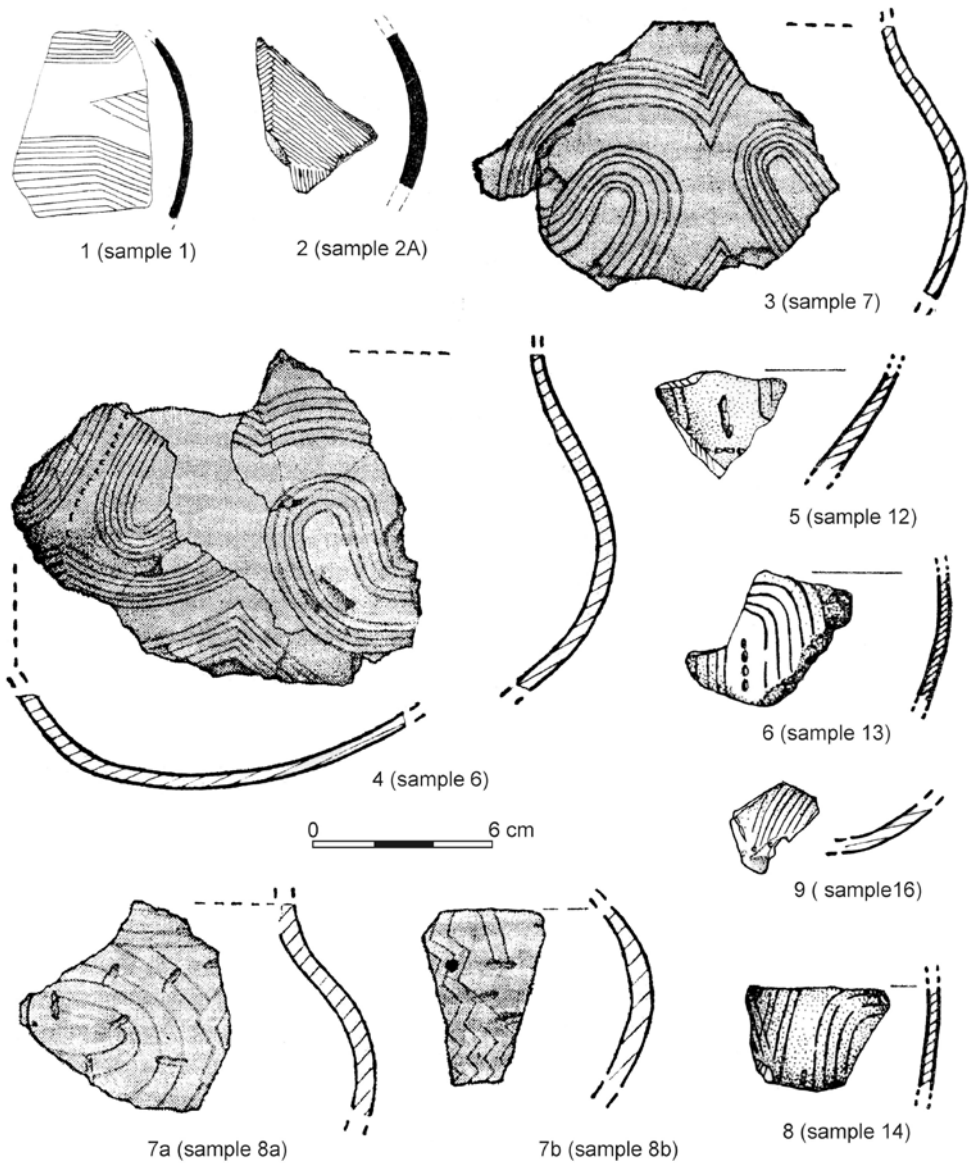 1 (sample 1)
2 (sample 2A)
3 (sample 7)
5 (sample 12)
6 (sample 13)
4 (sample 6)
0 6 cm
9 ( sample16)
7a (sample 8a)
7b (sample 8b)
8 (sample 14)